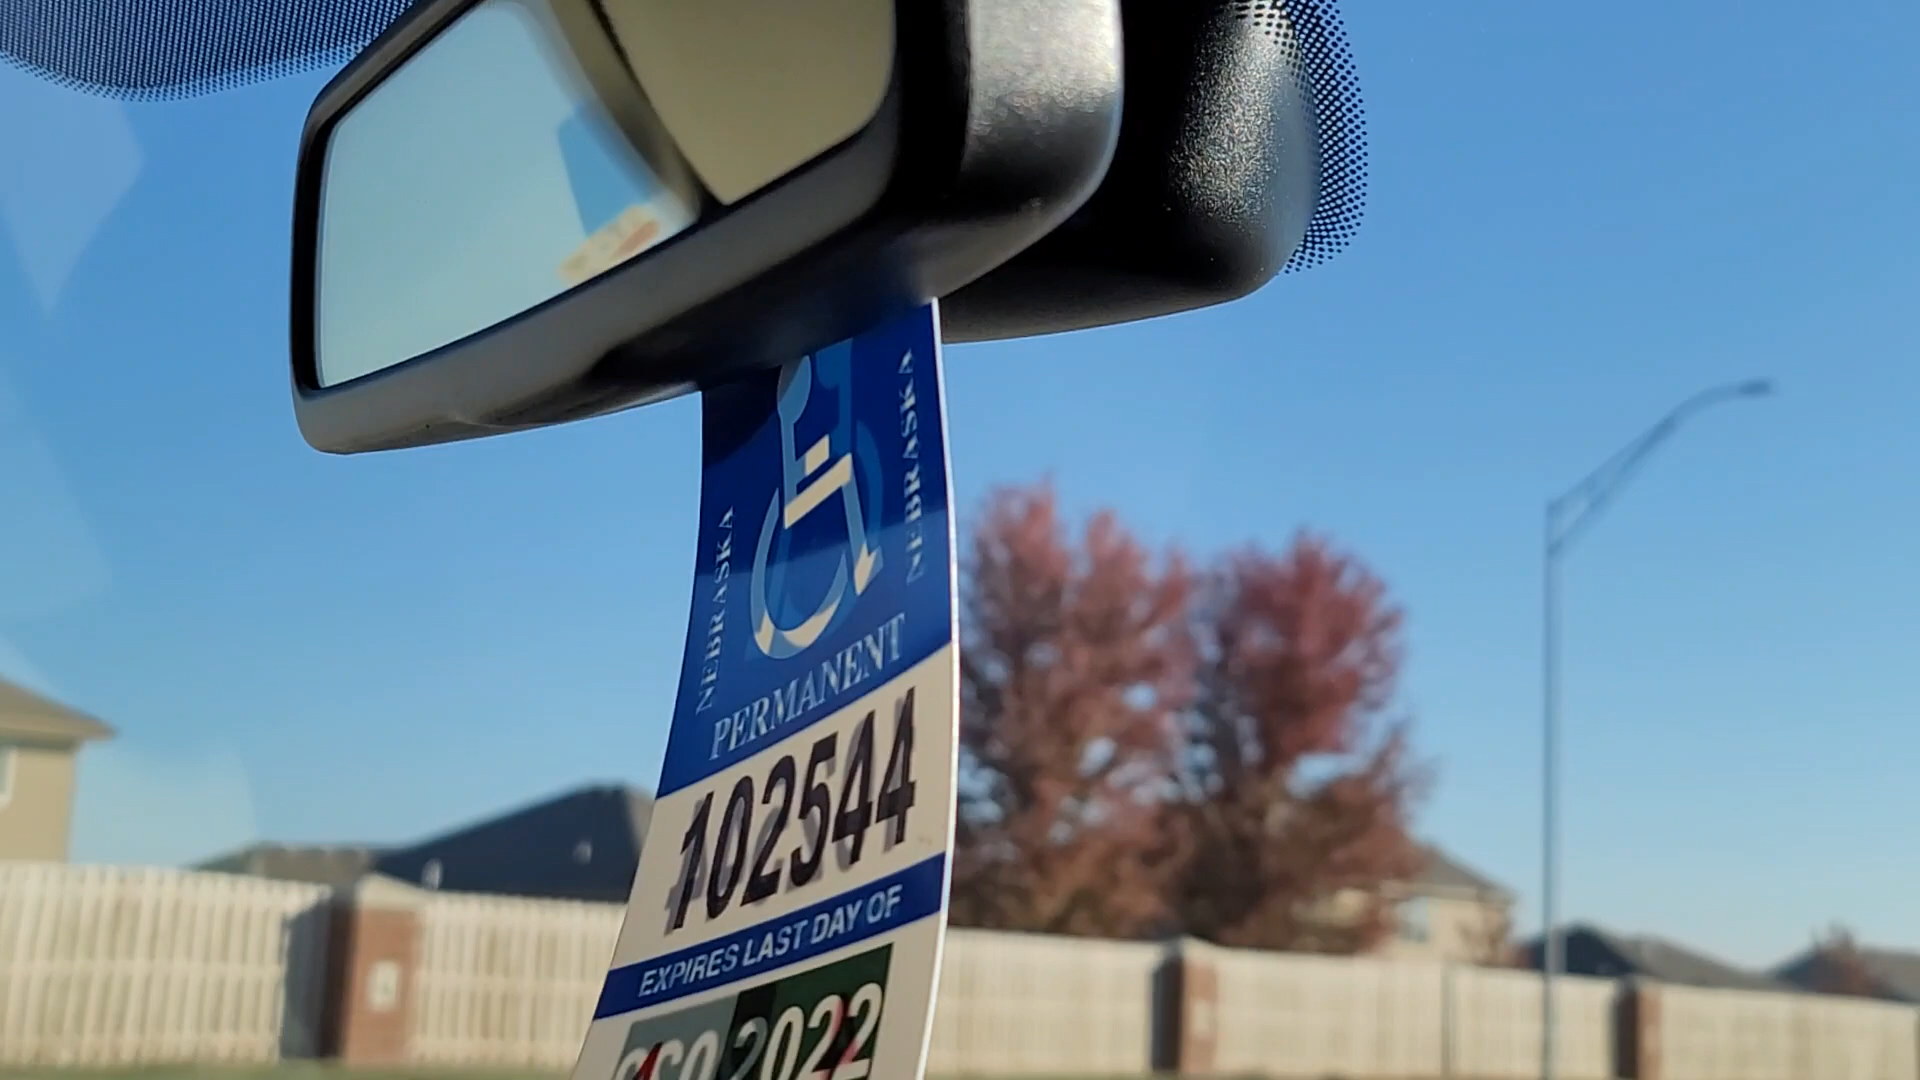 NEBRASKA
NEBRASKA
PERMANENT
102544
EXPIRES LAST DAY OF
2022